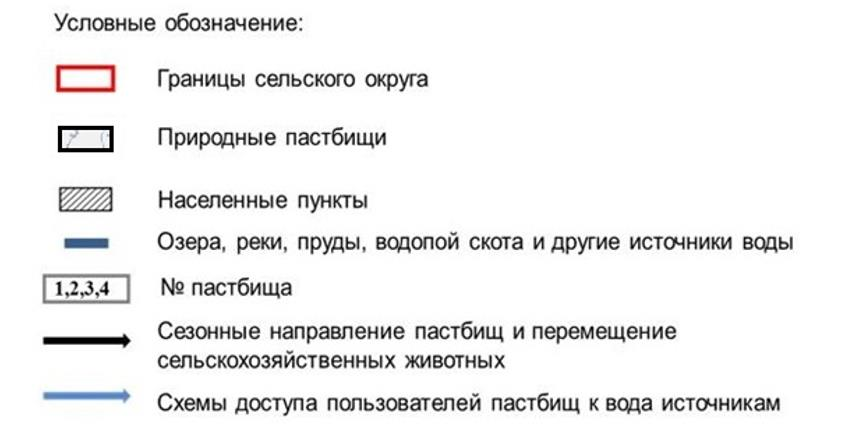 Условные обозначение:
Границы сельского округа
Природные пастбищи
Населенные пункты
Озера, реки, пруды, водопой скота и другие источники воды
1,2,3,4 № пастбища
Сезонные направление пастбищ и перемещение
сельскохозяйственных животных
Схемы доступа пользователей пастбищ к вода источникам